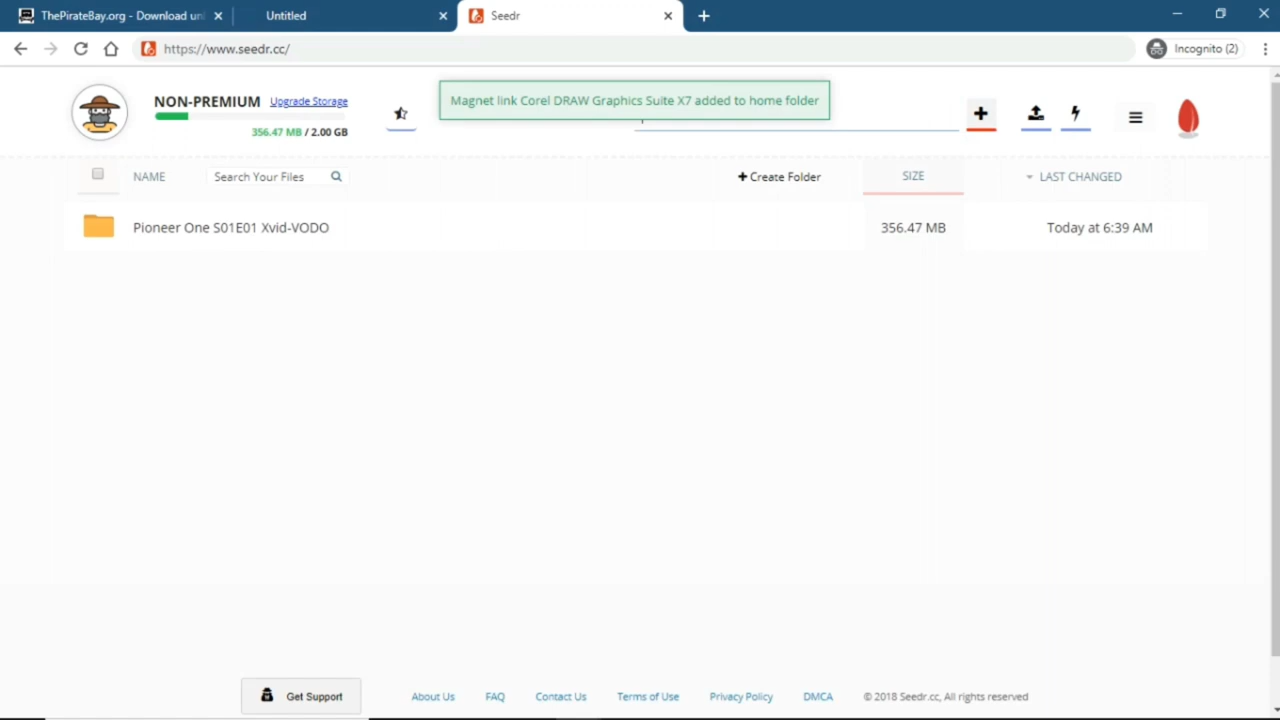 ThePirateBay.org - Download unl
Untitled
Seedr
https://www.seedr.cc/
Incognito (2)
NON-PREMIUM Upgrade Storage
356.47 MB / 2.00 GB
Magnet link Corel DRAW Graphics Suite X7 added to home folder
NAME Search Your Files + Create Folder SIZE LAST CHANGED
Pioneer One S01E01 Xvid-VODO 356.47 MB Today at 6:39 AM
Get Support About Us FAQ Contact Us Terms of Use Privacy Policy DMCA © 2018 Seedr.cc, All rights reserved